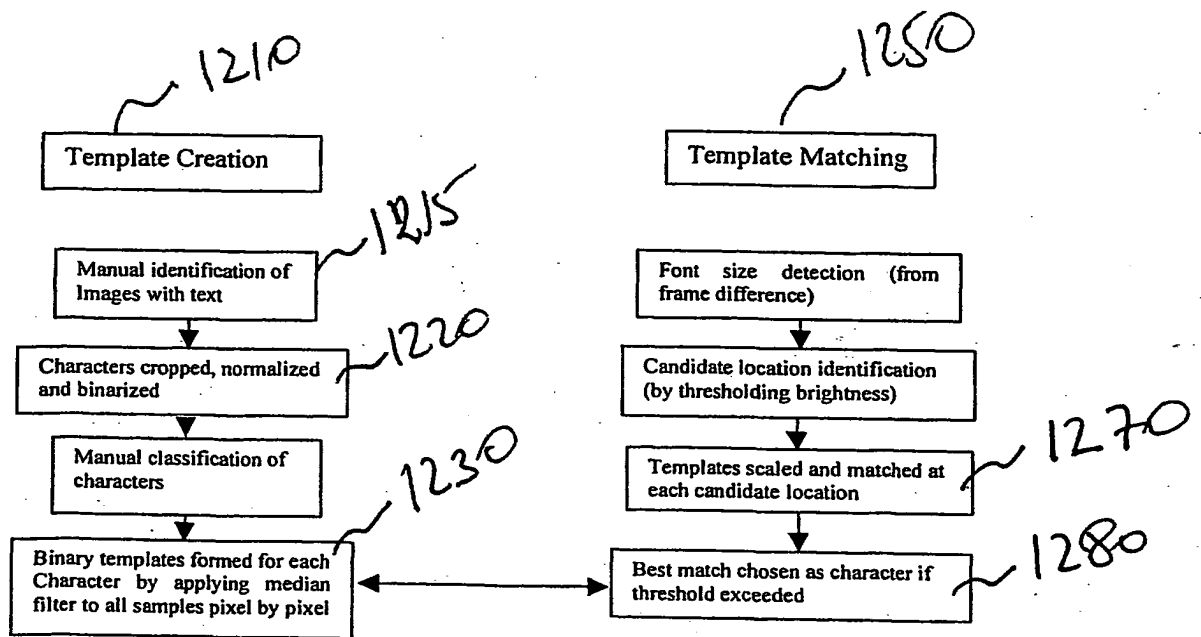 1210
Template Creation
1215
Manual identification of
Images with text
1220
Characters cropped, normalized
and binarized
Manual classification of
characters
1230
Binary templates formed for each
Character by applying median
filter to all samples pixel by pixel
1250
Template Matching
Font size detection (from
frame difference)
Candidate location identification
(by thresholding brightness)
1270
Templates scaled and matched at
each candidate location
1280
Best match chosen as character if
threshold exceeded